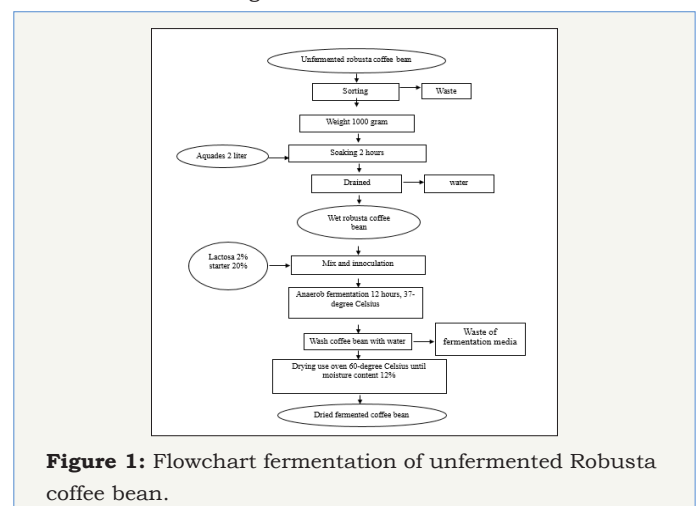 Unfermented robusta coffee bean
Sorting
Waste
Weight 1000 gram
Aquades 2 liter
Soaking 2 hours
Drained
water
Wet robusta coffee
bean
Lactosa 2%
starter 20%
Mix and innoculation
Anaerob fermentation 12 hours, 37-
degree Celsius
Wash coffee bean with water
Waste of
fermentation media
Drying use oven 60-degree Celsius until
moisture content 12%
Dried fermented coffee bean
Figure 1: Flowchart fermentation of unfermented Robusta
coffee bean.